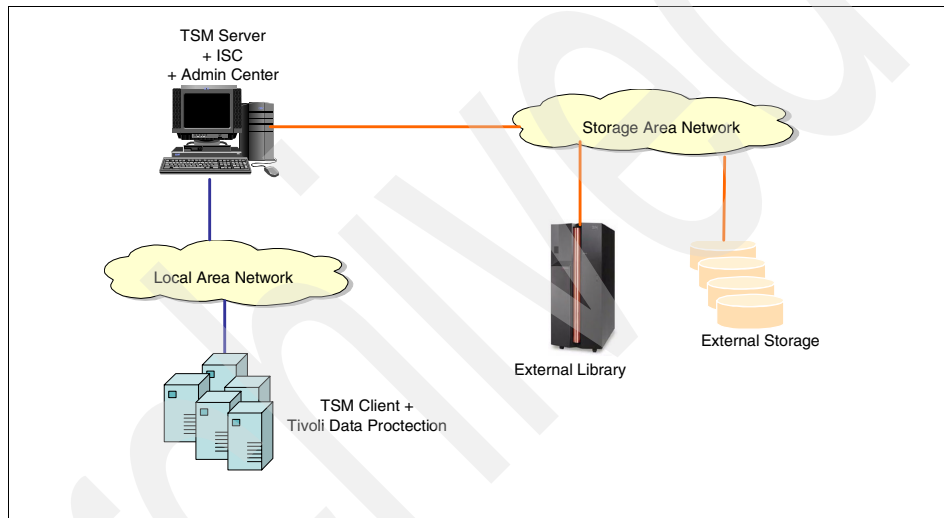 TSM Server
+ ISC
+ Admin Center
Storage Area Network
Local Area Network
External Library
External Storage
TSM Client +
Tivoli Data Proctection